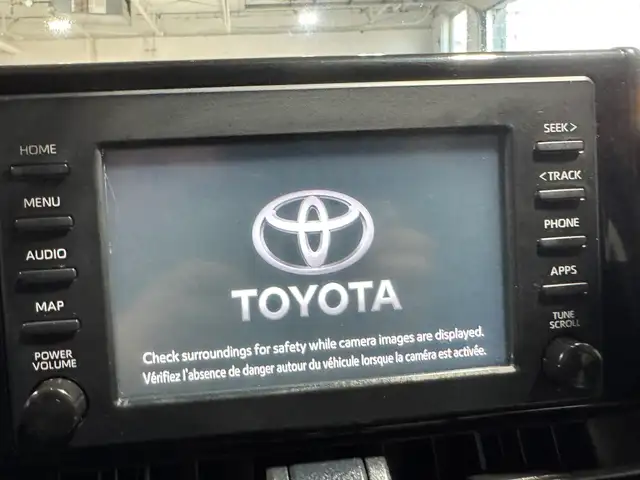 HOME
MENU
AUDIO
MAP
POWER
VOLUME
TOYOTA
Check surroundings for safety while camera images are displayed.
Vérifiez l'absence de danger autour du véhicule lorsque la caméra est activée.
SEEK>
<TRACK
PHONE
APPS
TUNE
SCROLL